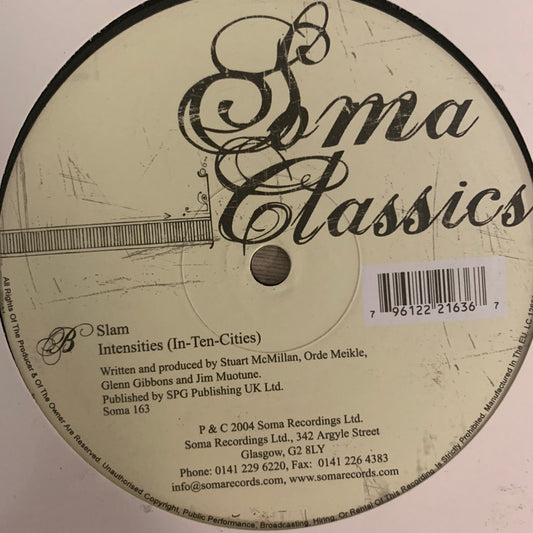 Soma
Classics
7 96122 21636 7
B
Slam
Intensities (In-Ten-Cities)
Written and produced by Stuart McMillan, Orde Meikle,
Glenn Gibbons and Jim Muotune.
Published by SPG Publishing UK Ltd.
Soma 163
P & C 2004 Soma Recordings Ltd.
Soma Recordings Ltd., 342 Argyle Street
Glasgow, G2 8LY
Phone: 0141 229 6220, Fax: 0141 226 4383
info@somarecords.com, www.somarecords.com
All Rights Of The Producer & Of The Owner Are Reserved. Unauthorised Copyright, Public Performance, Broadcasting, Hiring, Or Rental Of This Recording, Is Strictly Prohibited. Manufactured In The EU. LC